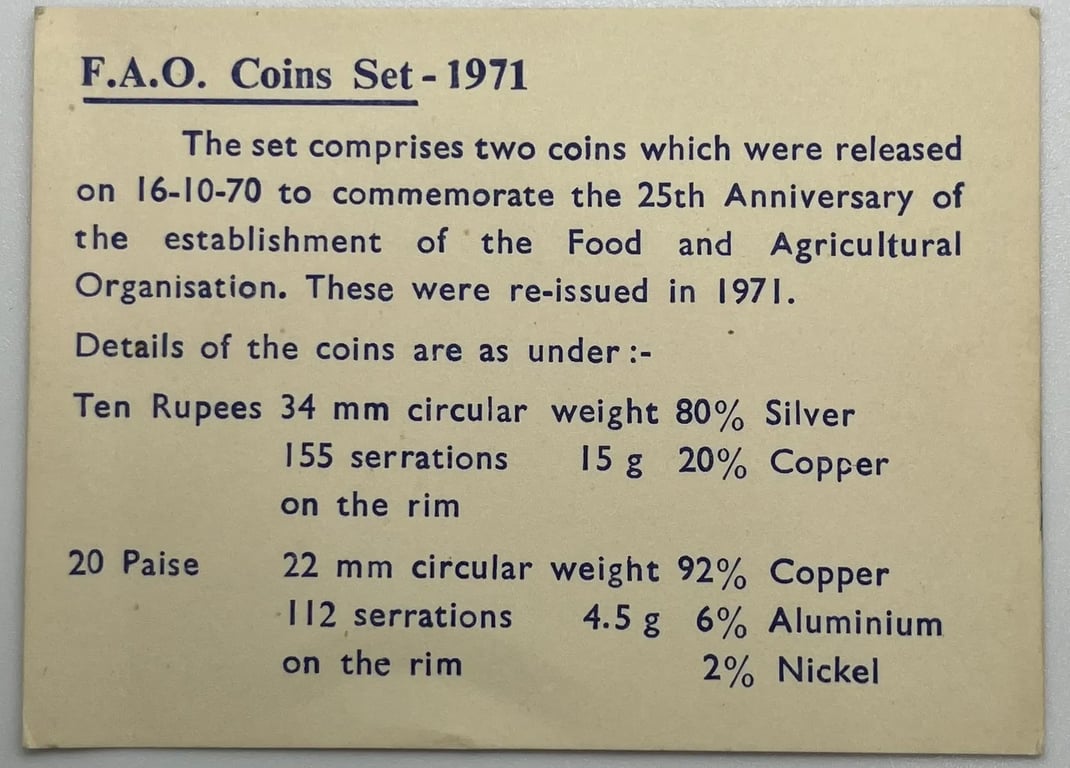 F.A.O. Coins Set - 1971
The set comprises two coins which were released
on 16-10-70 to commemorate the 25th Anniversary of
the establishment of the Food and Agricultural
Organisation. These were re-issued in 1971.
Details of the coins are as under :-
Ten Rupees 34 mm circular weight 80% Silver
155 serrations 15 g 20% Copper
on the rim
20 Paise 22 mm circular weight 92% Copper
112 serrations 4.5 g 6% Aluminium
on the rim 2% Nickel